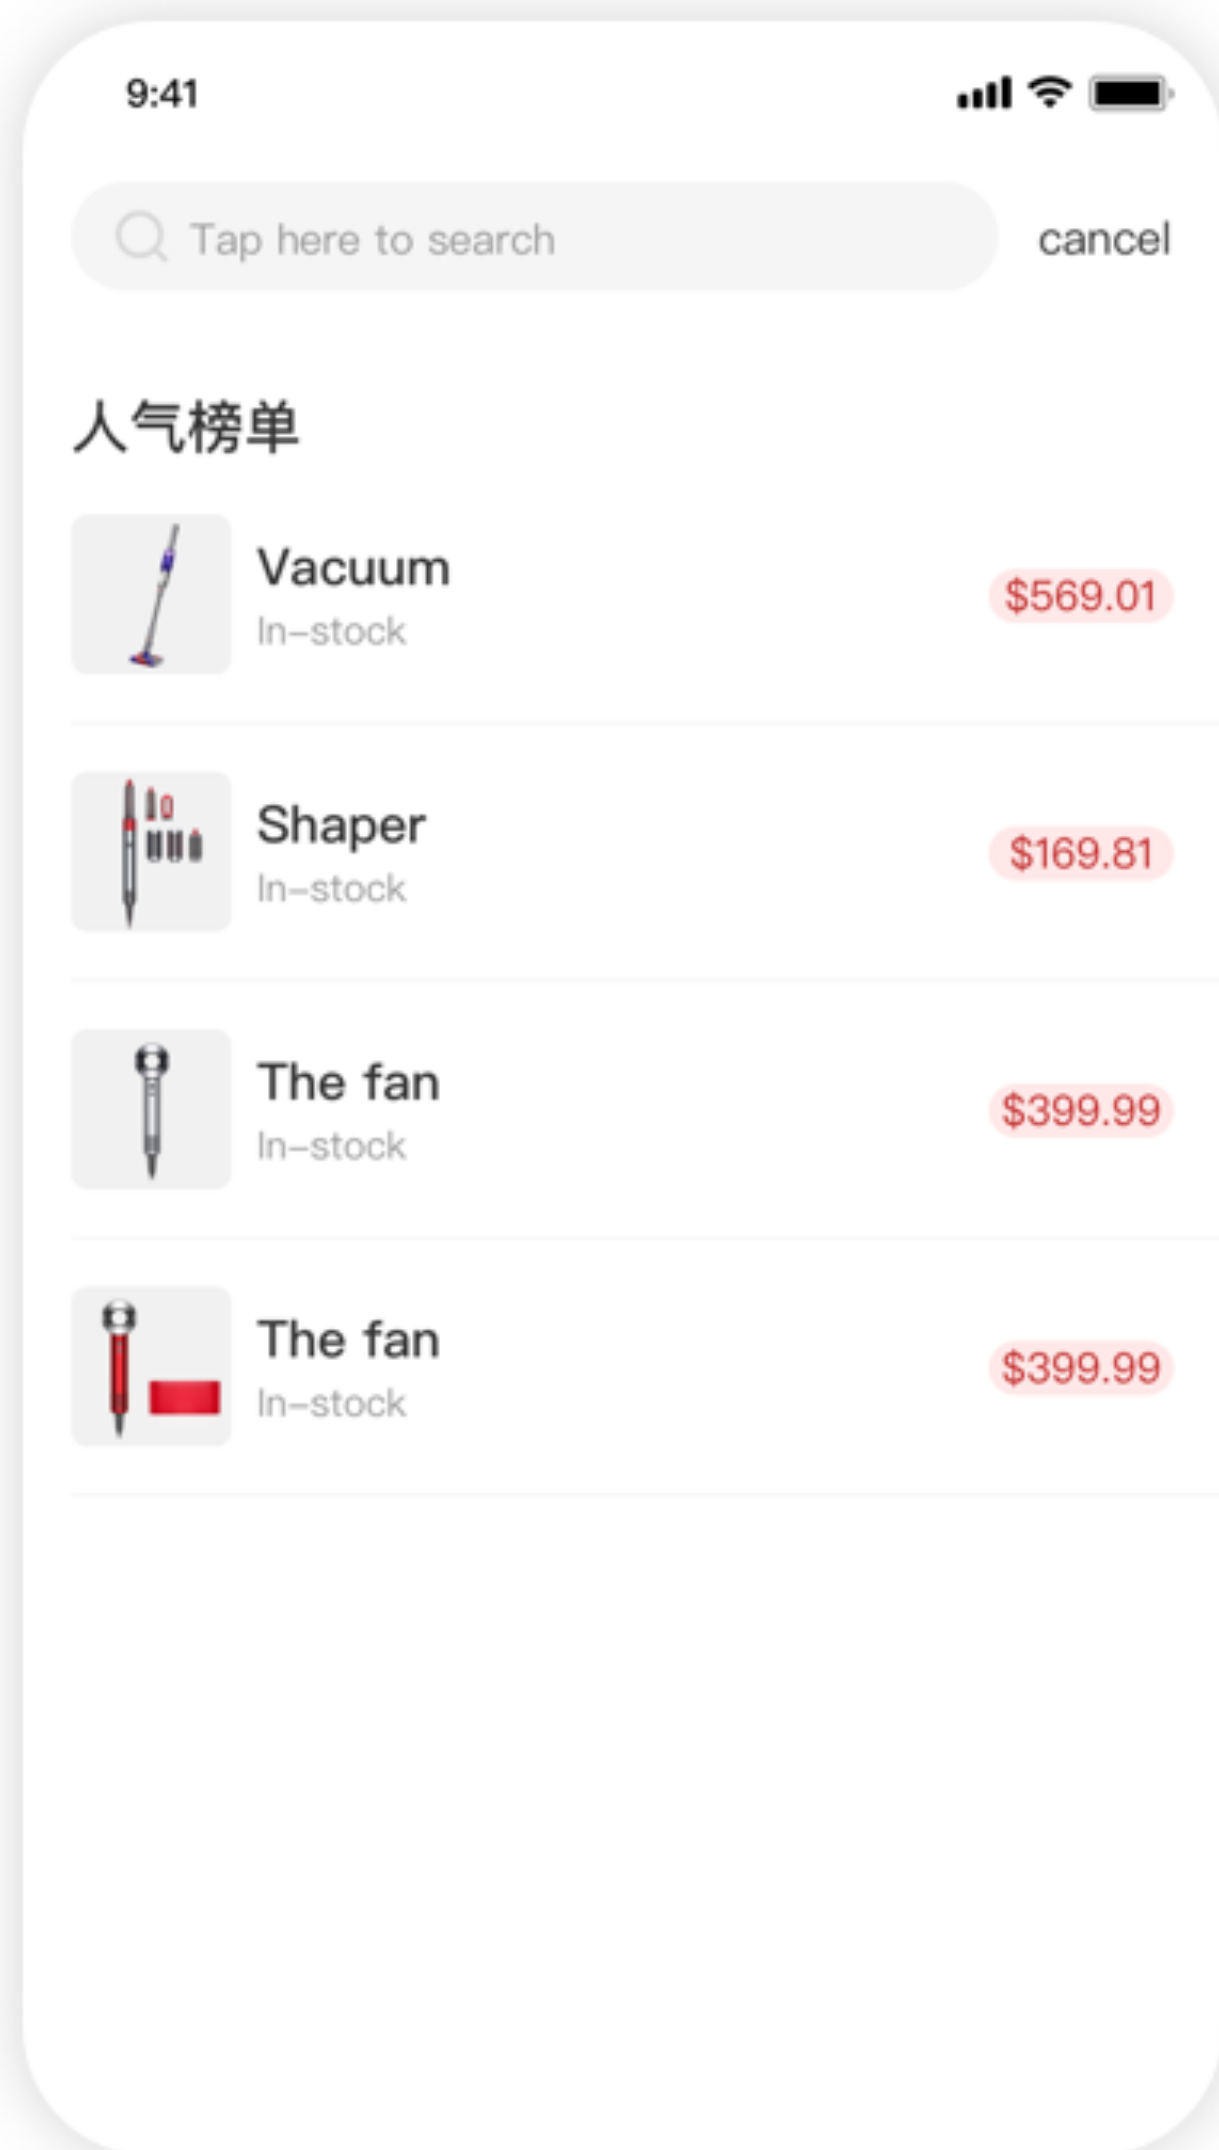 9:41
Tap here to search
cancel
人气榜单
Vacuum
In-stock
$569.01
Shaper
In-stock
$169.81
The fan
In-stock
$399.99
The fan
In-stock
$399.99